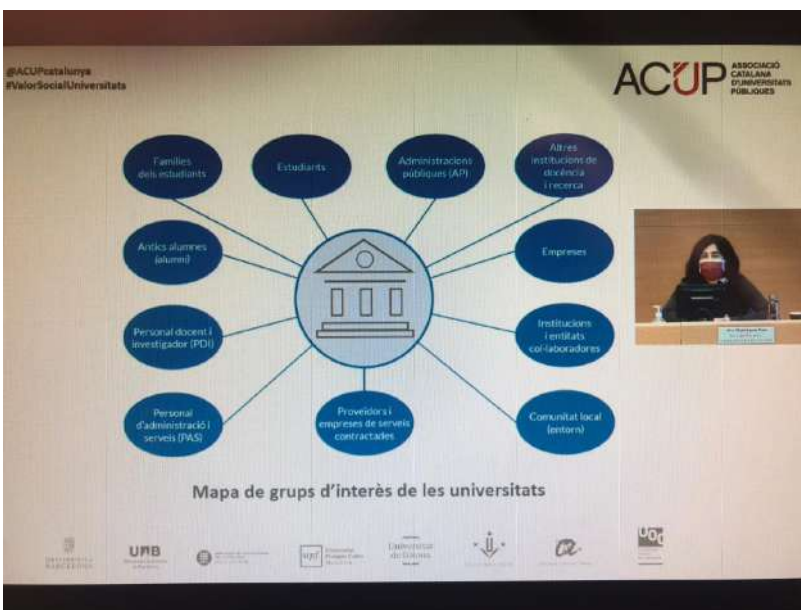 @ACUPcatalunya
#ValorSocialUniversitats
ACUP
ASSOCIACIÓ
CATALANA
D'UNIVERSITATS
PÚBLIQUES
Famílies
dels estudiants
Estudiants
Administracions
públiques (AP)
Altres
institucions de
docència
i recerca
Antics alumnes
(alumni)
Empreses
Personal docent i
investigador (PDI)
Institucions
i entitats
col·laboradores
Personal
d'administració i
serveis (PAS)
Proveïdors i
empreses de serveis
contractades
Comunitat local
(entorn)
Mapa de grups d'interès de les universitats
UAB
upf.
Universitat
de Girona
UOC